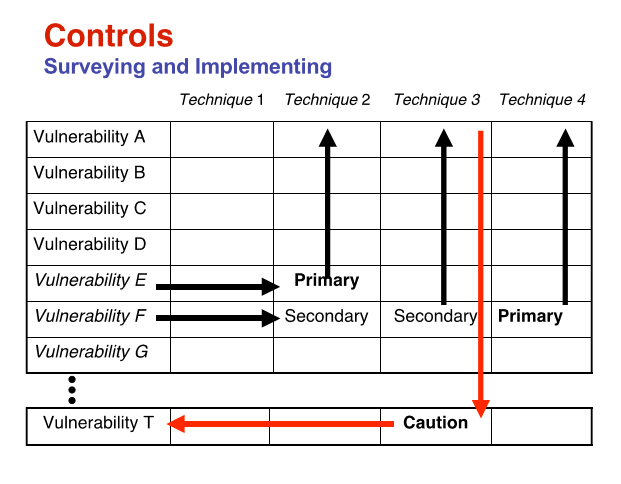 Controls
Surveying and Implementing
Technique 1 Technique 2 Technique 3 Technique 4
Vulnerability A
Vulnerability B
Vulnerability C
Vulnerability D
Vulnerability E Primary
Vulnerability F Secondary Secondary Primary
Vulnerability G
Vulnerability T Caution